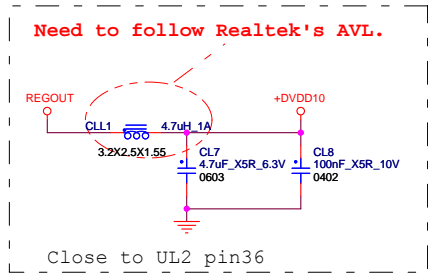 Need to follow Realtek's AVL.
REGOUT
+DVDD10
CLL1
4.7uH_1A
3.2X2.5X1.55
CL7
4.7uF_X5R_6.3V
0603
CL8
100nF_X5R_10V
0402
Close to UL2 pin36